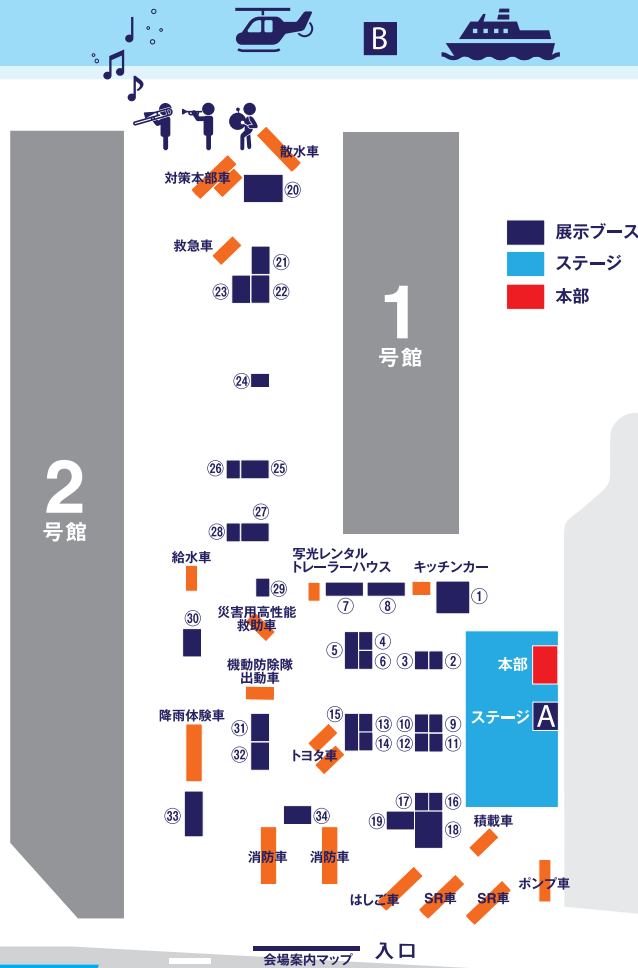 B
散水車
対策本部車
⑳
救急車
㉑
㉓
㉒
展示ブース
ステージ
本部
1
号館
㉔
2
号館
㉖
㉕
㉗
㉘
給水車
写光レンタル
トレーラーハウス
キッチンカー
㉙
⑦
⑧
①
災害用高性能
救助車
㉚
④
⑤
⑥
③
②
本部
機動防除隊
出動車
降雨体験車
⑮
⑬
⑩
⑨
ステージ
A
㉛
⑭
⑫
⑪
㉜
トヨタ車
⑰
⑯
㉝
㉞
⑲
⑱
積載車
消防車
消防車
はしご車
SR車
SR車
ポンプ車
入口
会場案内マップ